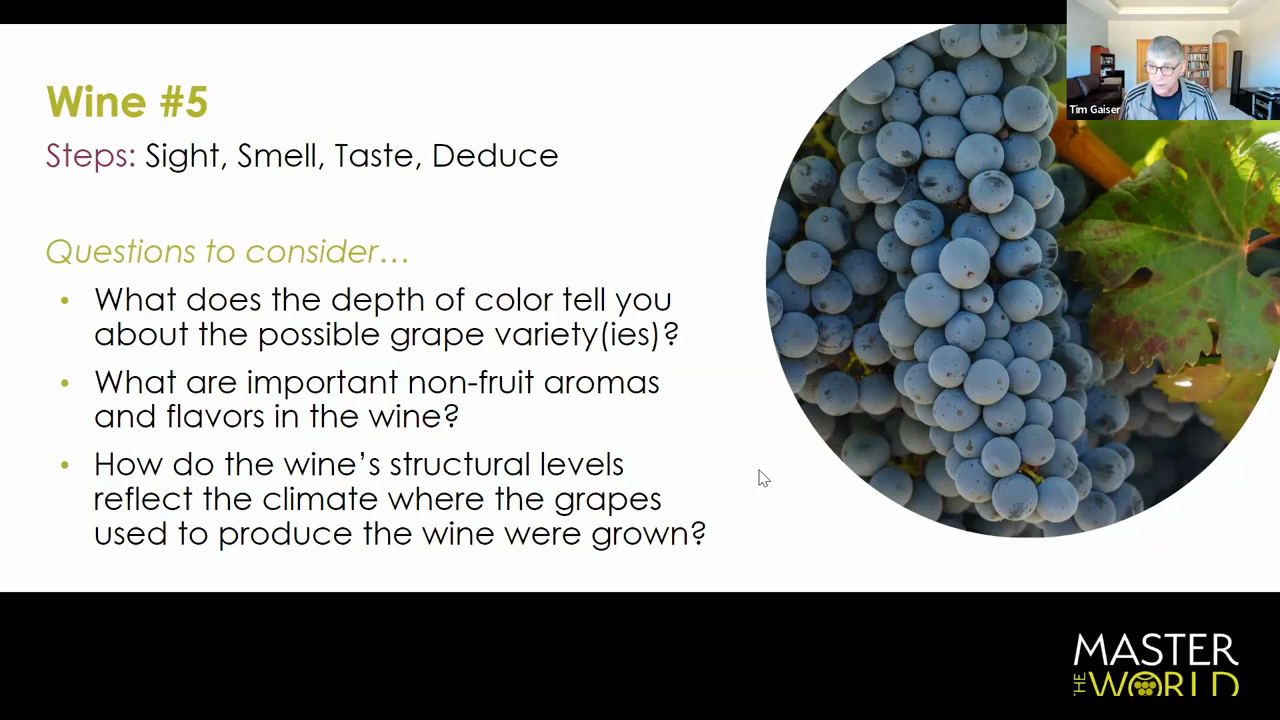 Wine #5
Steps: Sight, Smell, Taste, Deduce
Questions to consider...
• What does the depth of color tell you
about the possible grape variety(ies)?
• What are important non-fruit aromas
and flavors in the wine?
• How do the wine's structural levels
reflect the climate where the grapes
used to produce the wine were grown?
Tim Gaiser
MASTER
THE WORLD